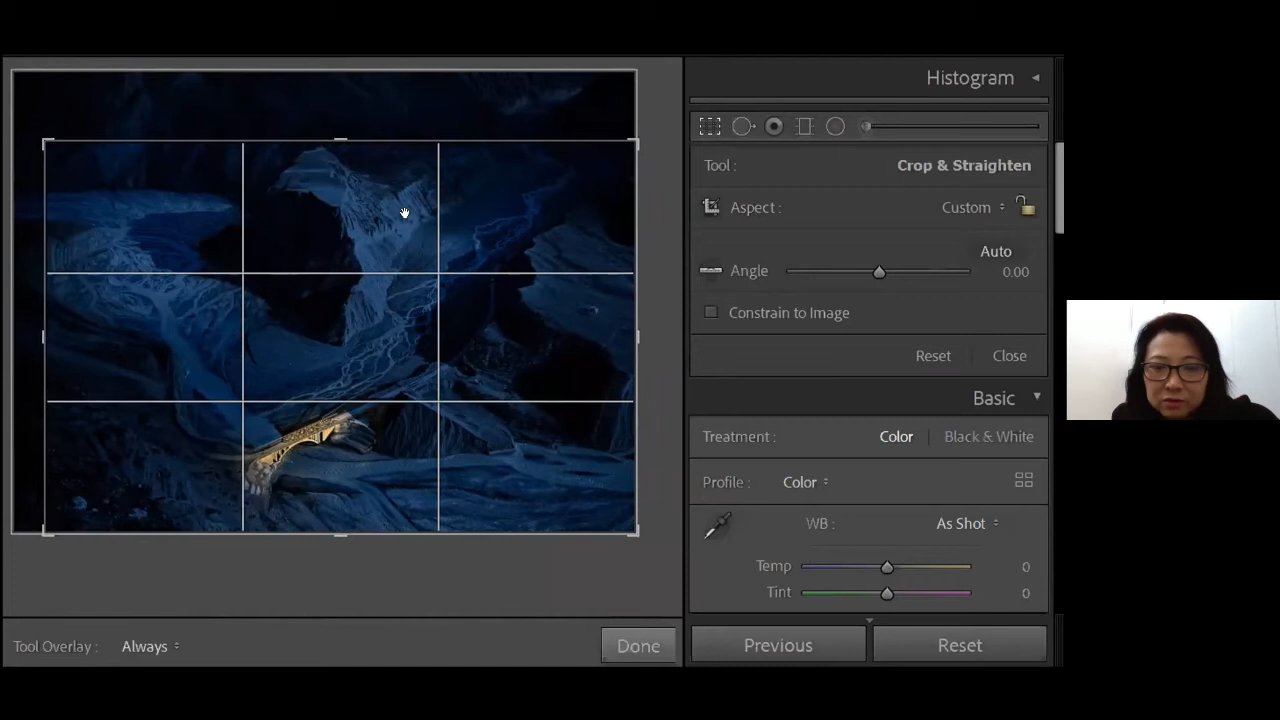 Histogram
Tool :
Crop & Straighten
Aspect :
Custom
Auto
Angle
0.00
Constrain to Image
Reset
Close
Basic
Treatment :
Color
Black & White
Profile :
Color
WB :
As Shot
Temp
0
Tint
0
Tool Overlay :
Always
Done
Previous
Reset